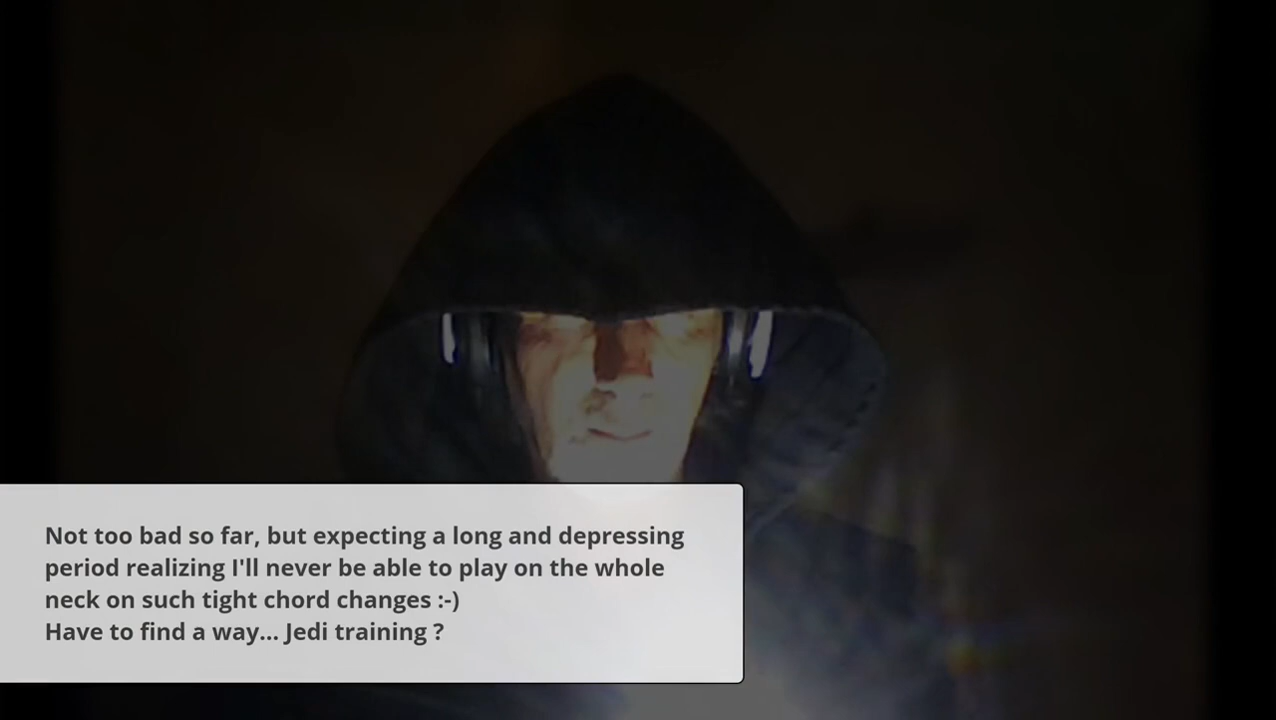 Not too bad so far, but expecting a long and depressing
period realizing I'll never be able to play on the whole
neck on such tight chord changes :-)
Have to find a way... Jedi training ?